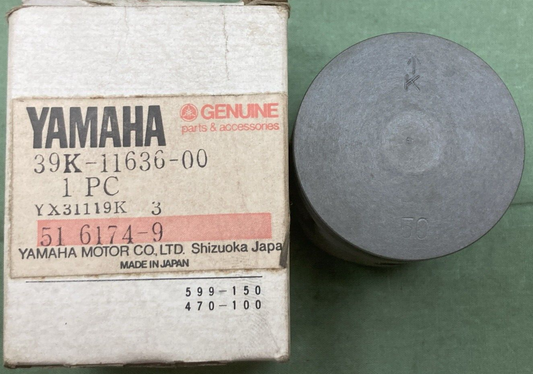 YAMAHA
GENUINE
parts & accessories
39K-11636-00
1 PC
YX31119K 3
51 6174-9
YAMAHA MOTOR CO., LTD. Shizuoka Japa
MADE IN JAPAN
599-150
470-100
K